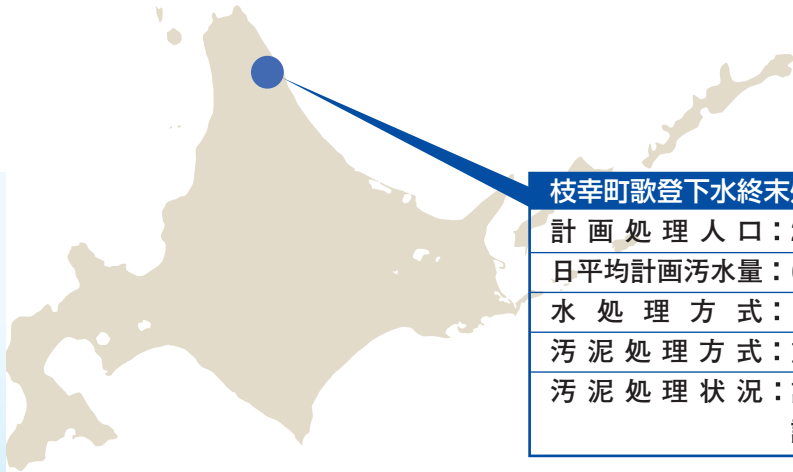 枝幸町歌登下水終末
計画処理人口：
日平均計画汚水量：
水処理方式：
汚泥処理方式：
汚泥処理状況：